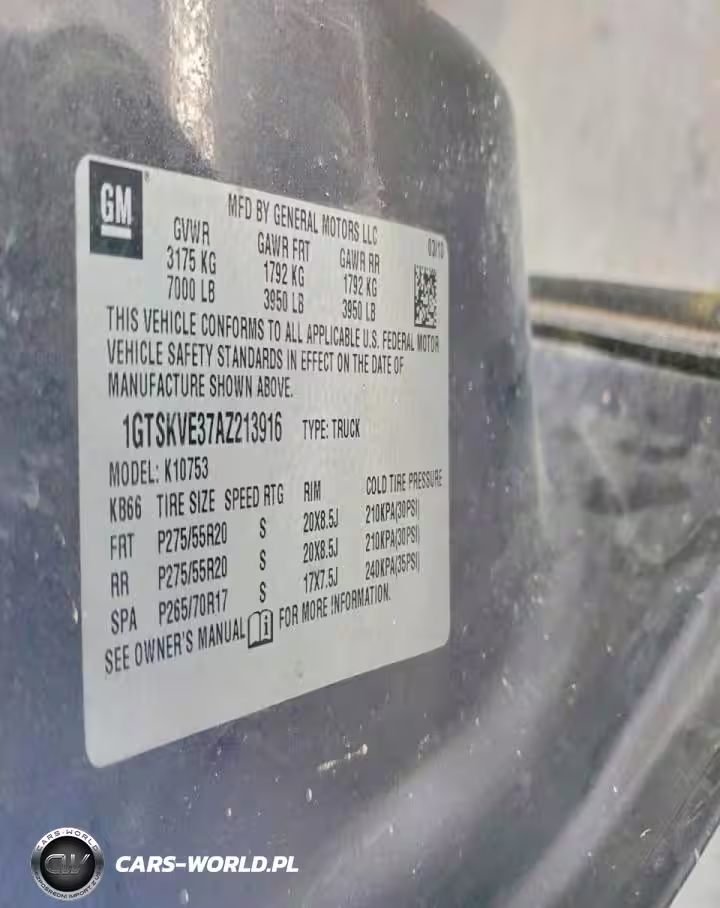 GM
MFD BY GENERAL MOTORS LLC
03/10
GVWR GAWR FRT GAWR RR
3175 KG 1792 KG 1792 KG
7000 LB 3950 LB 3950 LB
THIS VEHICLE CONFORMS TO ALL APPLICABLE U.S. FEDERAL MOTOR
VEHICLE SAFETY STANDARDS IN EFFECT ON THE DATE OF
MANUFACTURE SHOWN ABOVE.
1GTSKVE37AZ213916 TYPE: TRUCK
MODEL: K10753
KB66 TIRE SIZE SPEED RTG RIM COLD TIRE PRESSURE
FRT P275/55R20 S 20X8.5J 210KPA(30PSI)
RR P275/55R20 S 20X8.5J 210KPA(30PSI)
SPA P265/70R17 S 17X7.5J 240KPA(35PSI)
SEE OWNER'S MANUAL FOR MORE INFORMATION.
CARS-WORLD
CW
CARS-WORLD.PL